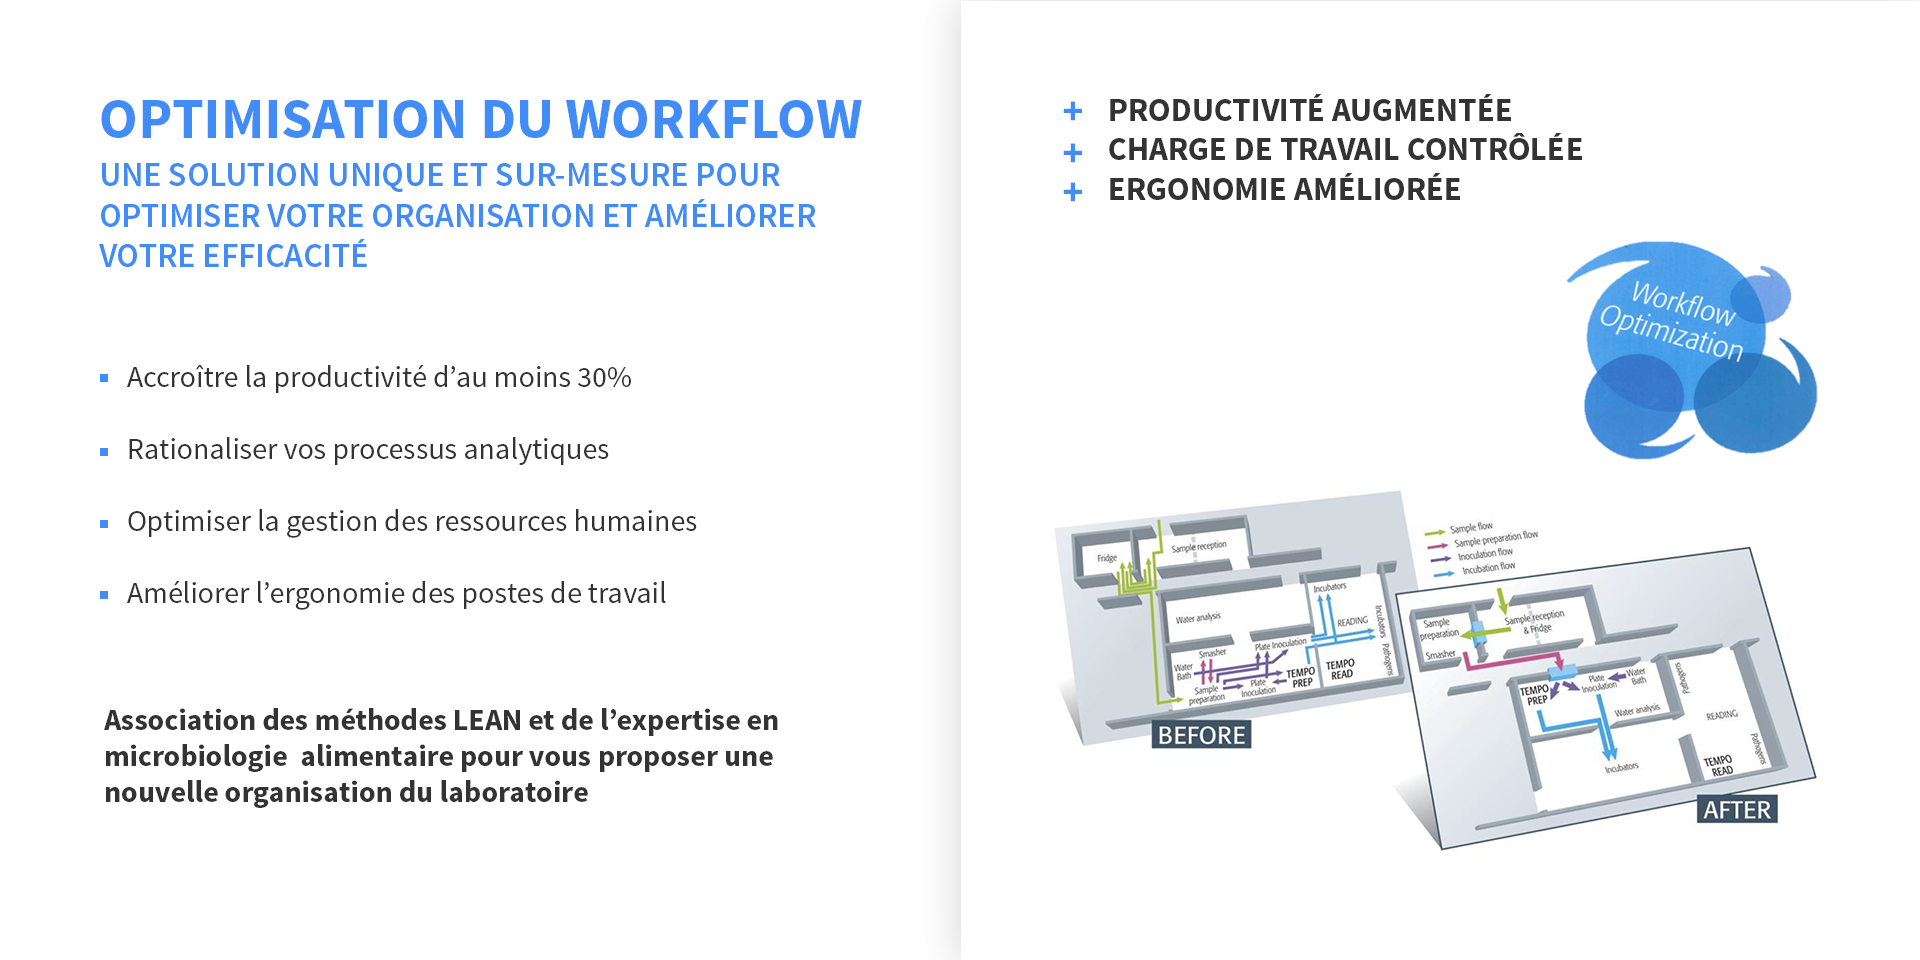 OPTIMISATION DU WORKFLOW
UNE SOLUTION UNIQUE ET SUR-MESURE POUR
OPTIMISER VOTRE ORGANISATION ET AMÉLIORER
VOTRE EFFICACITÉ
Accroître la productivité d’au moins 30%
Rationaliser vos processus analytiques
Optimiser la gestion des ressources humaines
Améliorer l’ergonomie des postes de travail
Association des méthodes LEAN et de l’expertise en
microbiologie  alimentaire pour vous proposer une
nouvelle organisation du laboratoire
+ PRODUCTIVITÉ AUGMENTÉE
+ CHARGE DE TRAVAIL CONTRÔLÉE
+ ERGONOMIE AMÉLIORÉE
Workflow
Optimization
Fridge
Sample reception
Water analysis
Incubators
READING
Incubators
Pathogens
Smasher
Plate Inoculation
Water
Bath
Sample
preparation
Plate
Inoculation
TEMPO
PREP
TEMPO
READ
BEFORE
Sample flow
Sample preparation flow
Inoculation flow
Incubation flow
Sample
preparation
Smasher
Sample reception
& Fridge
TEMPO
PREP
Plate
Inoculation
Water
Bath
Pathogens
Water analysis
READING
Incubators
TEMPO
READ
Pathogens
AFTER